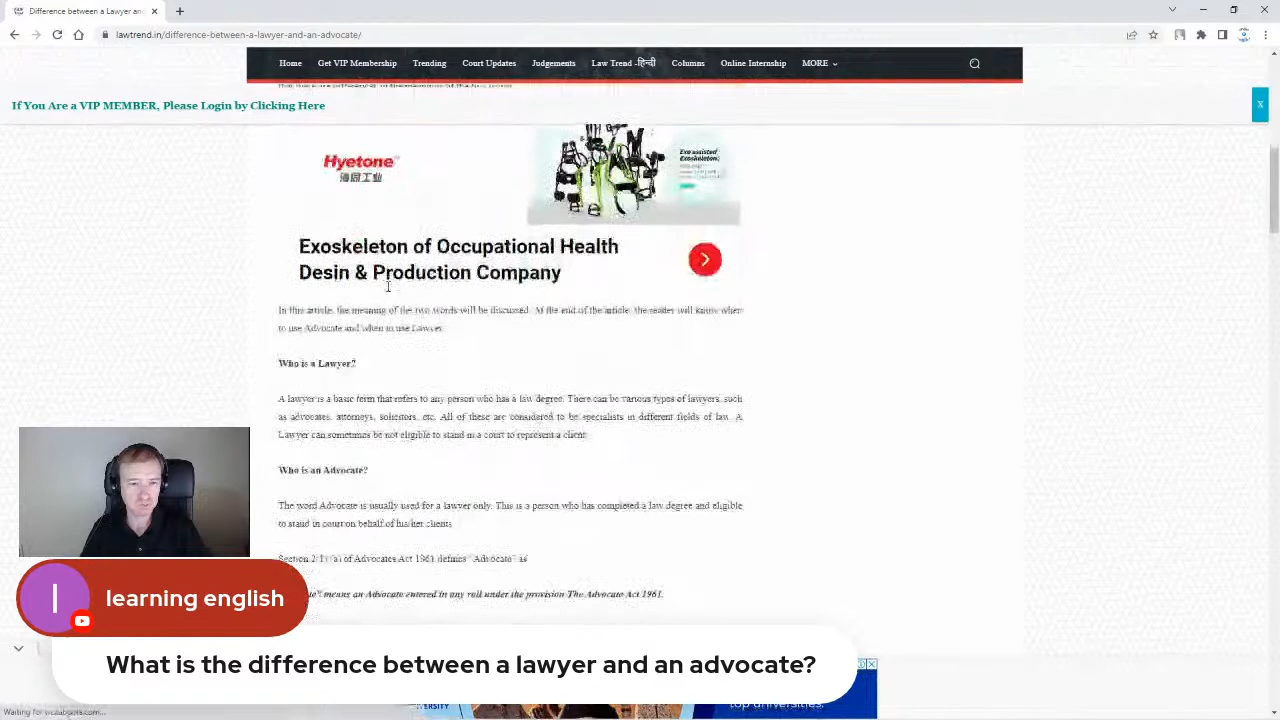 Difference between a Lawyer and
lawtrend.in/difference-between-a-lawyer-and-an-advocate/
Home Get VIP Membership Trending Court Updates Judgements Law Trend -हिन्दी Columns Online Internship MORE
If You Are a VIP MEMBER, Please Login by Clicking Here
X
Hyetone
海同工业
Exo assisted
Exoskeleton
Exoskeleton of Occupational Health
Desin & Production Company
In this article, the meaning of the two words will be discussed. At the end of the article, the reader will know when
to use Advocate and when to use Lawyer.
Who is a Lawyer?
A lawyer is a basic term that refers to any person who has a law degree. There can be various types of lawyers, such
as advocates, attorneys, solicitors, etc. All of these are considered to be specialists in different fields of law. A
Lawyer can sometimes be not eligible to stand in a court to represent a client.
Who is an Advocate?
The word Advocate is usually used for a lawyer only. This is a person who has completed a law degree and eligible
to stand in court on behalf of his/her clients.
Section 2(1) (a) of Advocates Act 1961 defines "Advocate" as
means an Advocate entered in any roll under the provision The Advocate Act 1961.
l
learning english
What is the difference between a lawyer and an advocate?
top universities.